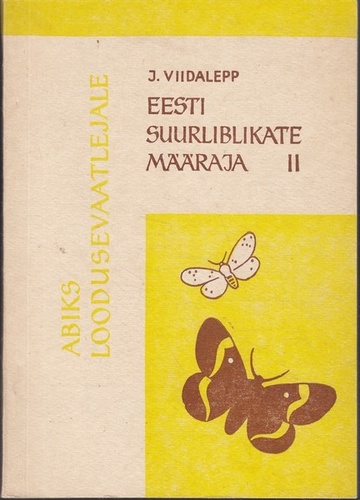 J. VIIDALEPP
EESTI
SUURLIBLIKATE
MÄÄRAJA II
ABIKS
LOODUSEVAATLEJALE